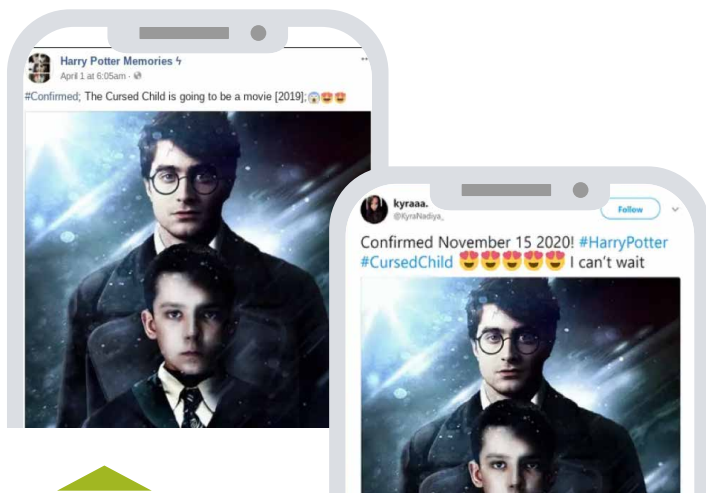 Harry Potter Memories ϟ
April 1 at 6:05am ·
#Confirmed; The Cursed Child is going to be a movie [2019];😱😍😍
kyraaa.
@KyraNadiya_
Follow
Confirmed November 15 2020! #HarryPotter
#CursedChild 😍😍😍😍😍 I can't wait